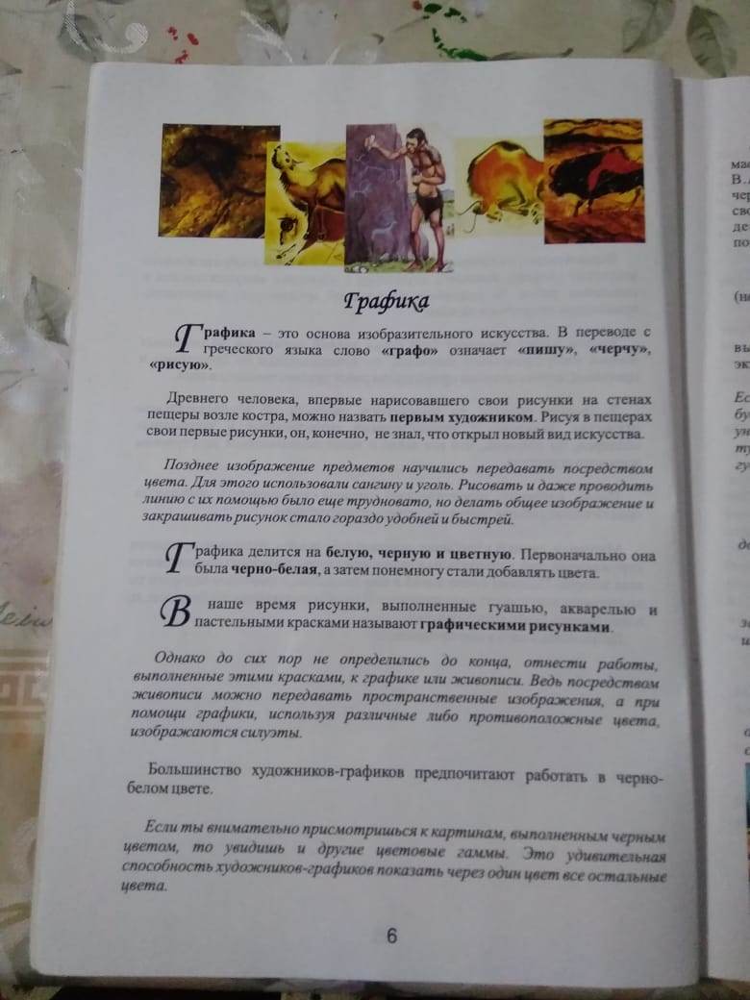 Графика
Графика – это основа изобразительного искусства. В переводе с
греческого языка слово «графо» означает «пишу», «черчу»,
«рисую».
Древнего человека, впервые нарисовавшего свои рисунки на стенах
пещеры возле костра, можно назвать первым художником. Рисуя в пещерах
свои первые рисунки, он, конечно, не знал, что открыл новый вид искусства.
Позднее изображение предметов научились передавать посредством
цвета. Для этого использовали сангину и уголь. Рисовать и даже проводить
линию с их помощью было еще трудновато, но делать общее изображение и
закрашивать рисунок стало гораздо удобней и быстрей.
Графика делится на белую, черную и цветную. Первоначально она
была черно-белая, а затем понемногу стали добавлять цвета.
В наше время рисунки, выполненные гуашью, акварелью и
пастельными красками называют графическими рисунками.
Однако до сих пор не определились до конца, отнести работы,
выполненные этими красками, к графике или живописи. Ведь посредством
живописи можно передавать пространственные изображения, а при
помощи графики, используя различные либо противоположные цвета,
изображаются силуэты.
Большинство художников-графиков предпочитают работать в черно-
белом цвете.
Если ты внимательно присмотришься к картинам, выполненным черным
цветом, то увидишь и другие цветовые гаммы. Это удивительная
способность художников-графиков показать через один цвет все остальные
цвета.
6